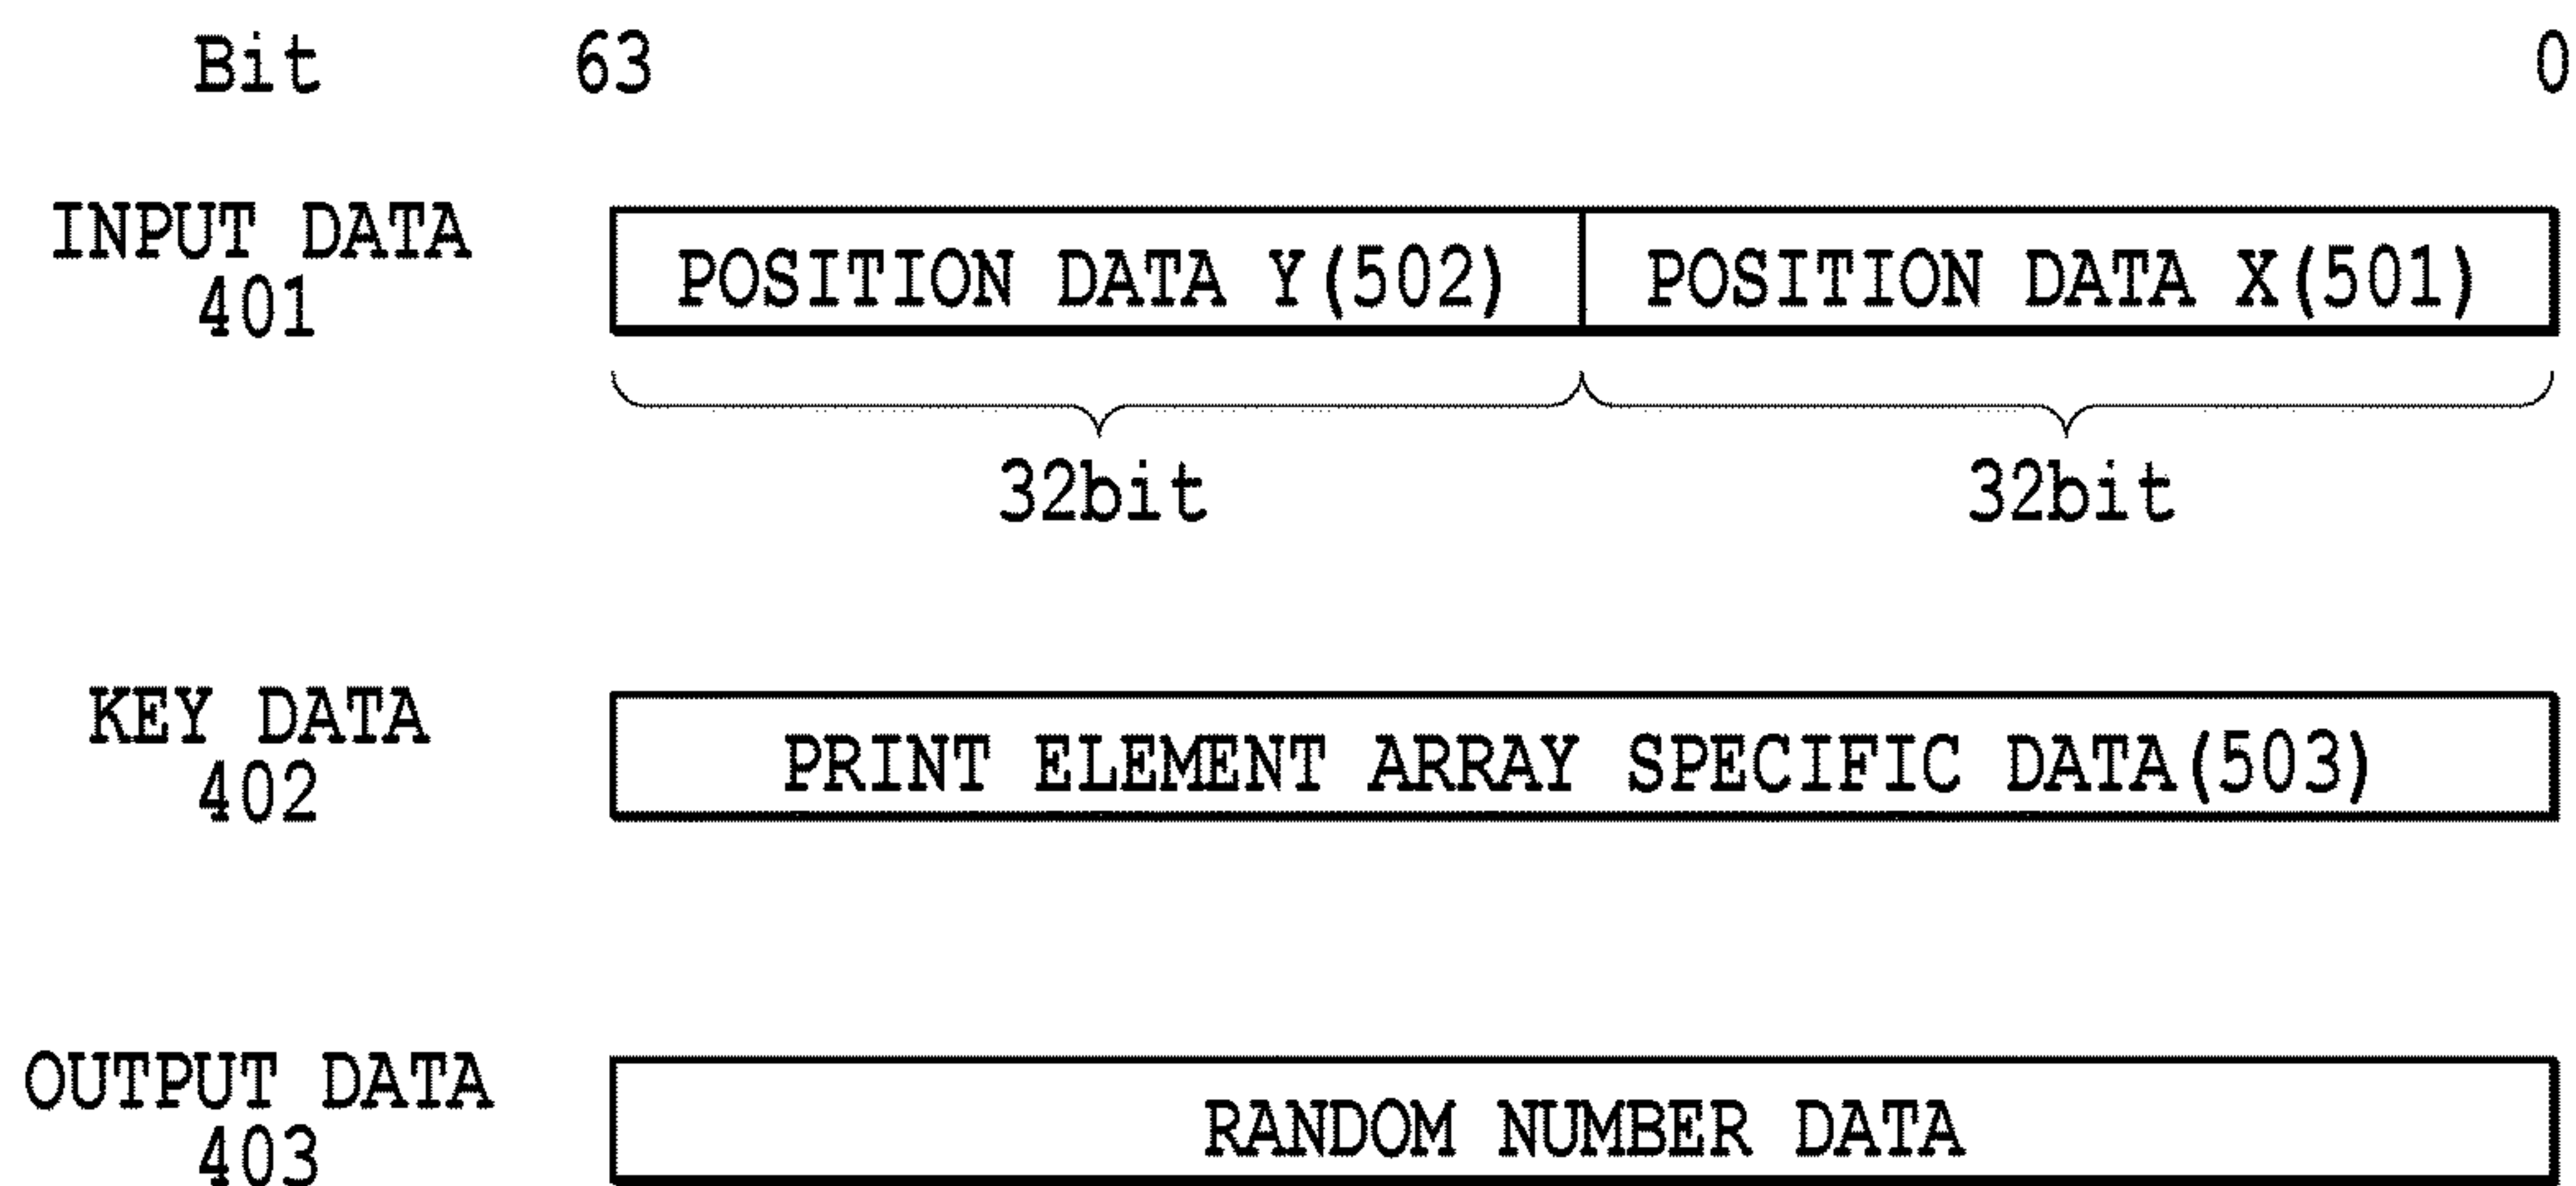 Bit 63 0
INPUT DATA
401
POSITION DATA Y(502) POSITION DATA X(501)
32bit 32bit
KEY DATA
402
PRINT ELEMENT ARRAY SPECIFIC DATA(503)
OUTPUT DATA
403
RANDOM NUMBER DATA